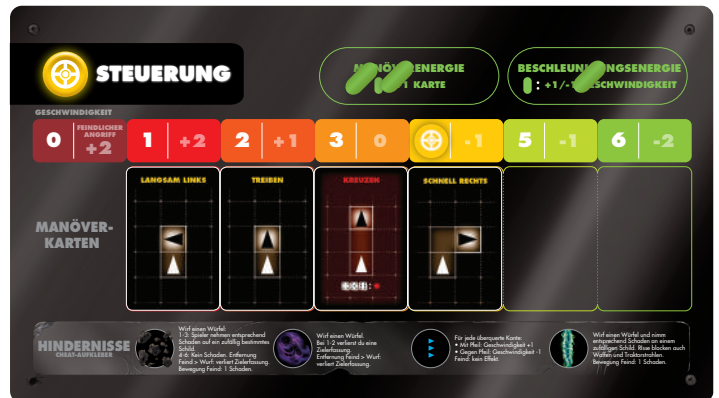 STEUERUNG
ENERGIE
1 KARTE
BESCHLEUN
NGSENERGIE
: +1/-1
SCHWINDIGKEIT
GESCHWINDIGKEIT
0 FEINDLICHER
ANGRIFF
+2
1 +2
2 +1
3 0
-1
5 -1
6 -2
MANÖVER-
KARTEN
LANGSAM LINKS
TREIBEN
KREUZEN
SCHNELL RECHTS
HINDERNISSE
CHEAT-AUFKLEBER
Wirf einen Würfel:
1-3: Spieler nehmen entsprechend
Schaden auf ein zufällig bestimmtes
Schild.
4-6: Kein Schaden. Entfernung
Feind > Wurf: verliert Zielerfassung.
Bewegung Feind: 1 Schaden.
Wirf einen Würfel.
Bei 1-2 verlierst du eine
Zielerfassung.
Entfernung Feind > Wurf:
verliert Zielerfassung.
Für jede überquerte Kante:
• Mit Pfeil: Geschwindigkeit +1
• Gegen Pfeil: Geschwindigkeit -1
Feind: kein Effekt
Wirf einen Würfel und nimm
entsprechend Schaden an einem
zufälligen Schild. Risse blocken auch
Waffen und Traktorstrahlen.
Bewegung Feind: 1 Schaden.